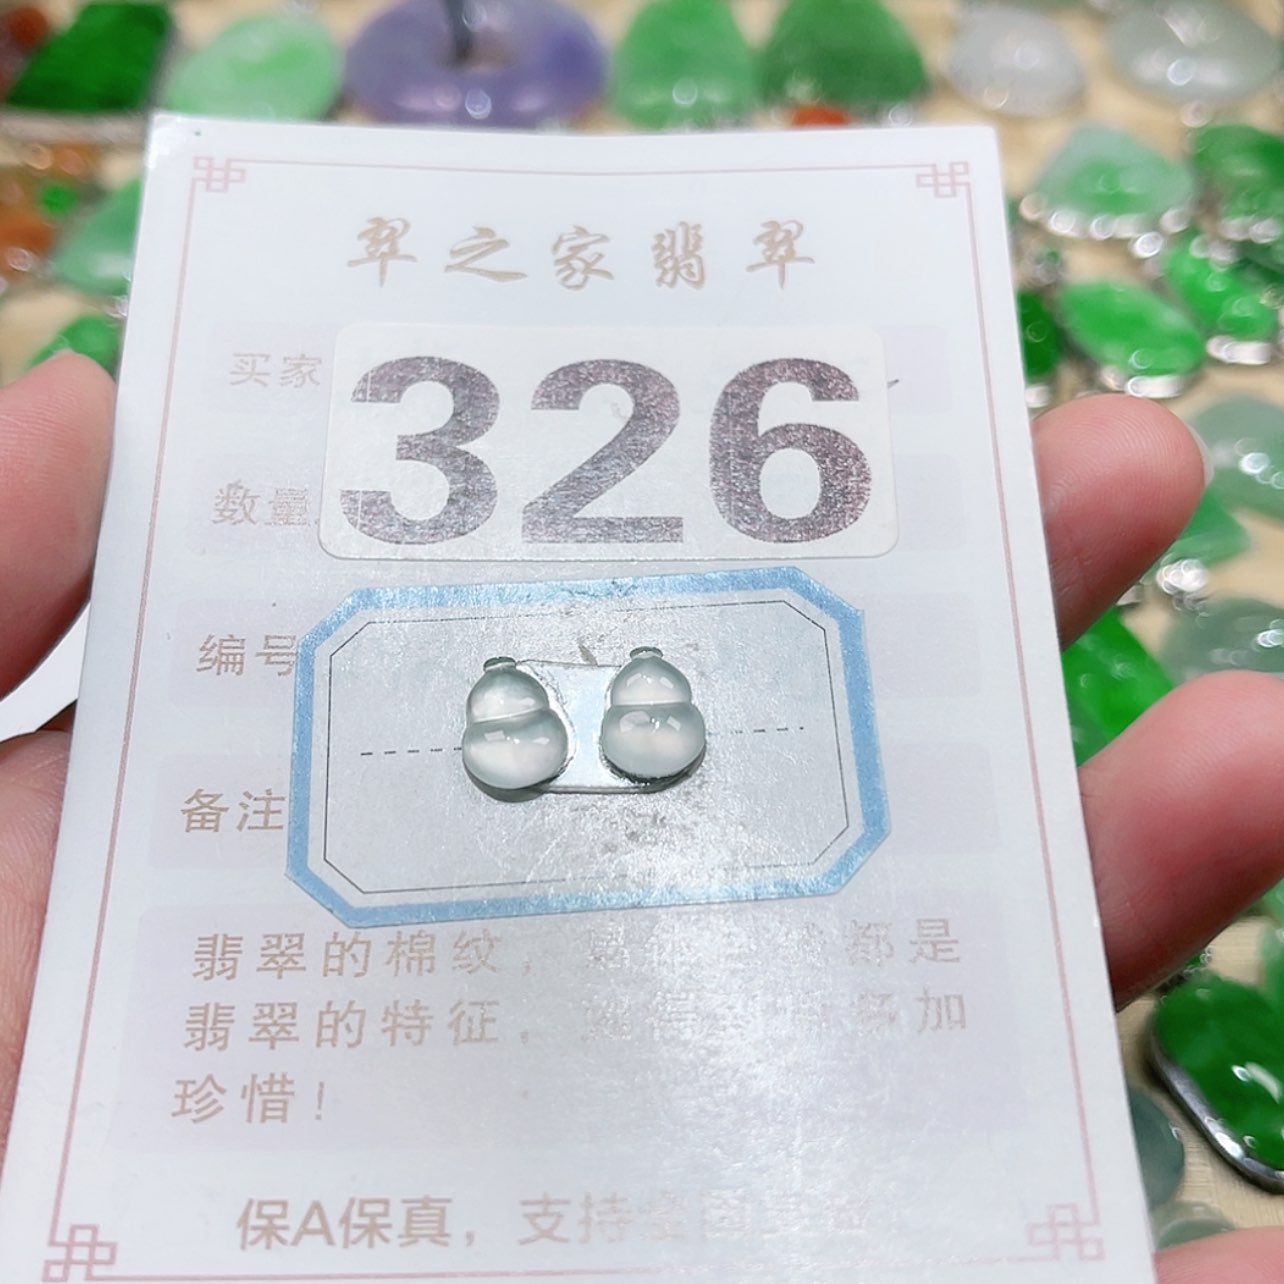 翠之家翡翠
买家
326
数量
编号
备注
翡翠的棉纹， 都是
翡翠的特征， 加
珍惜！
保A保真，支持